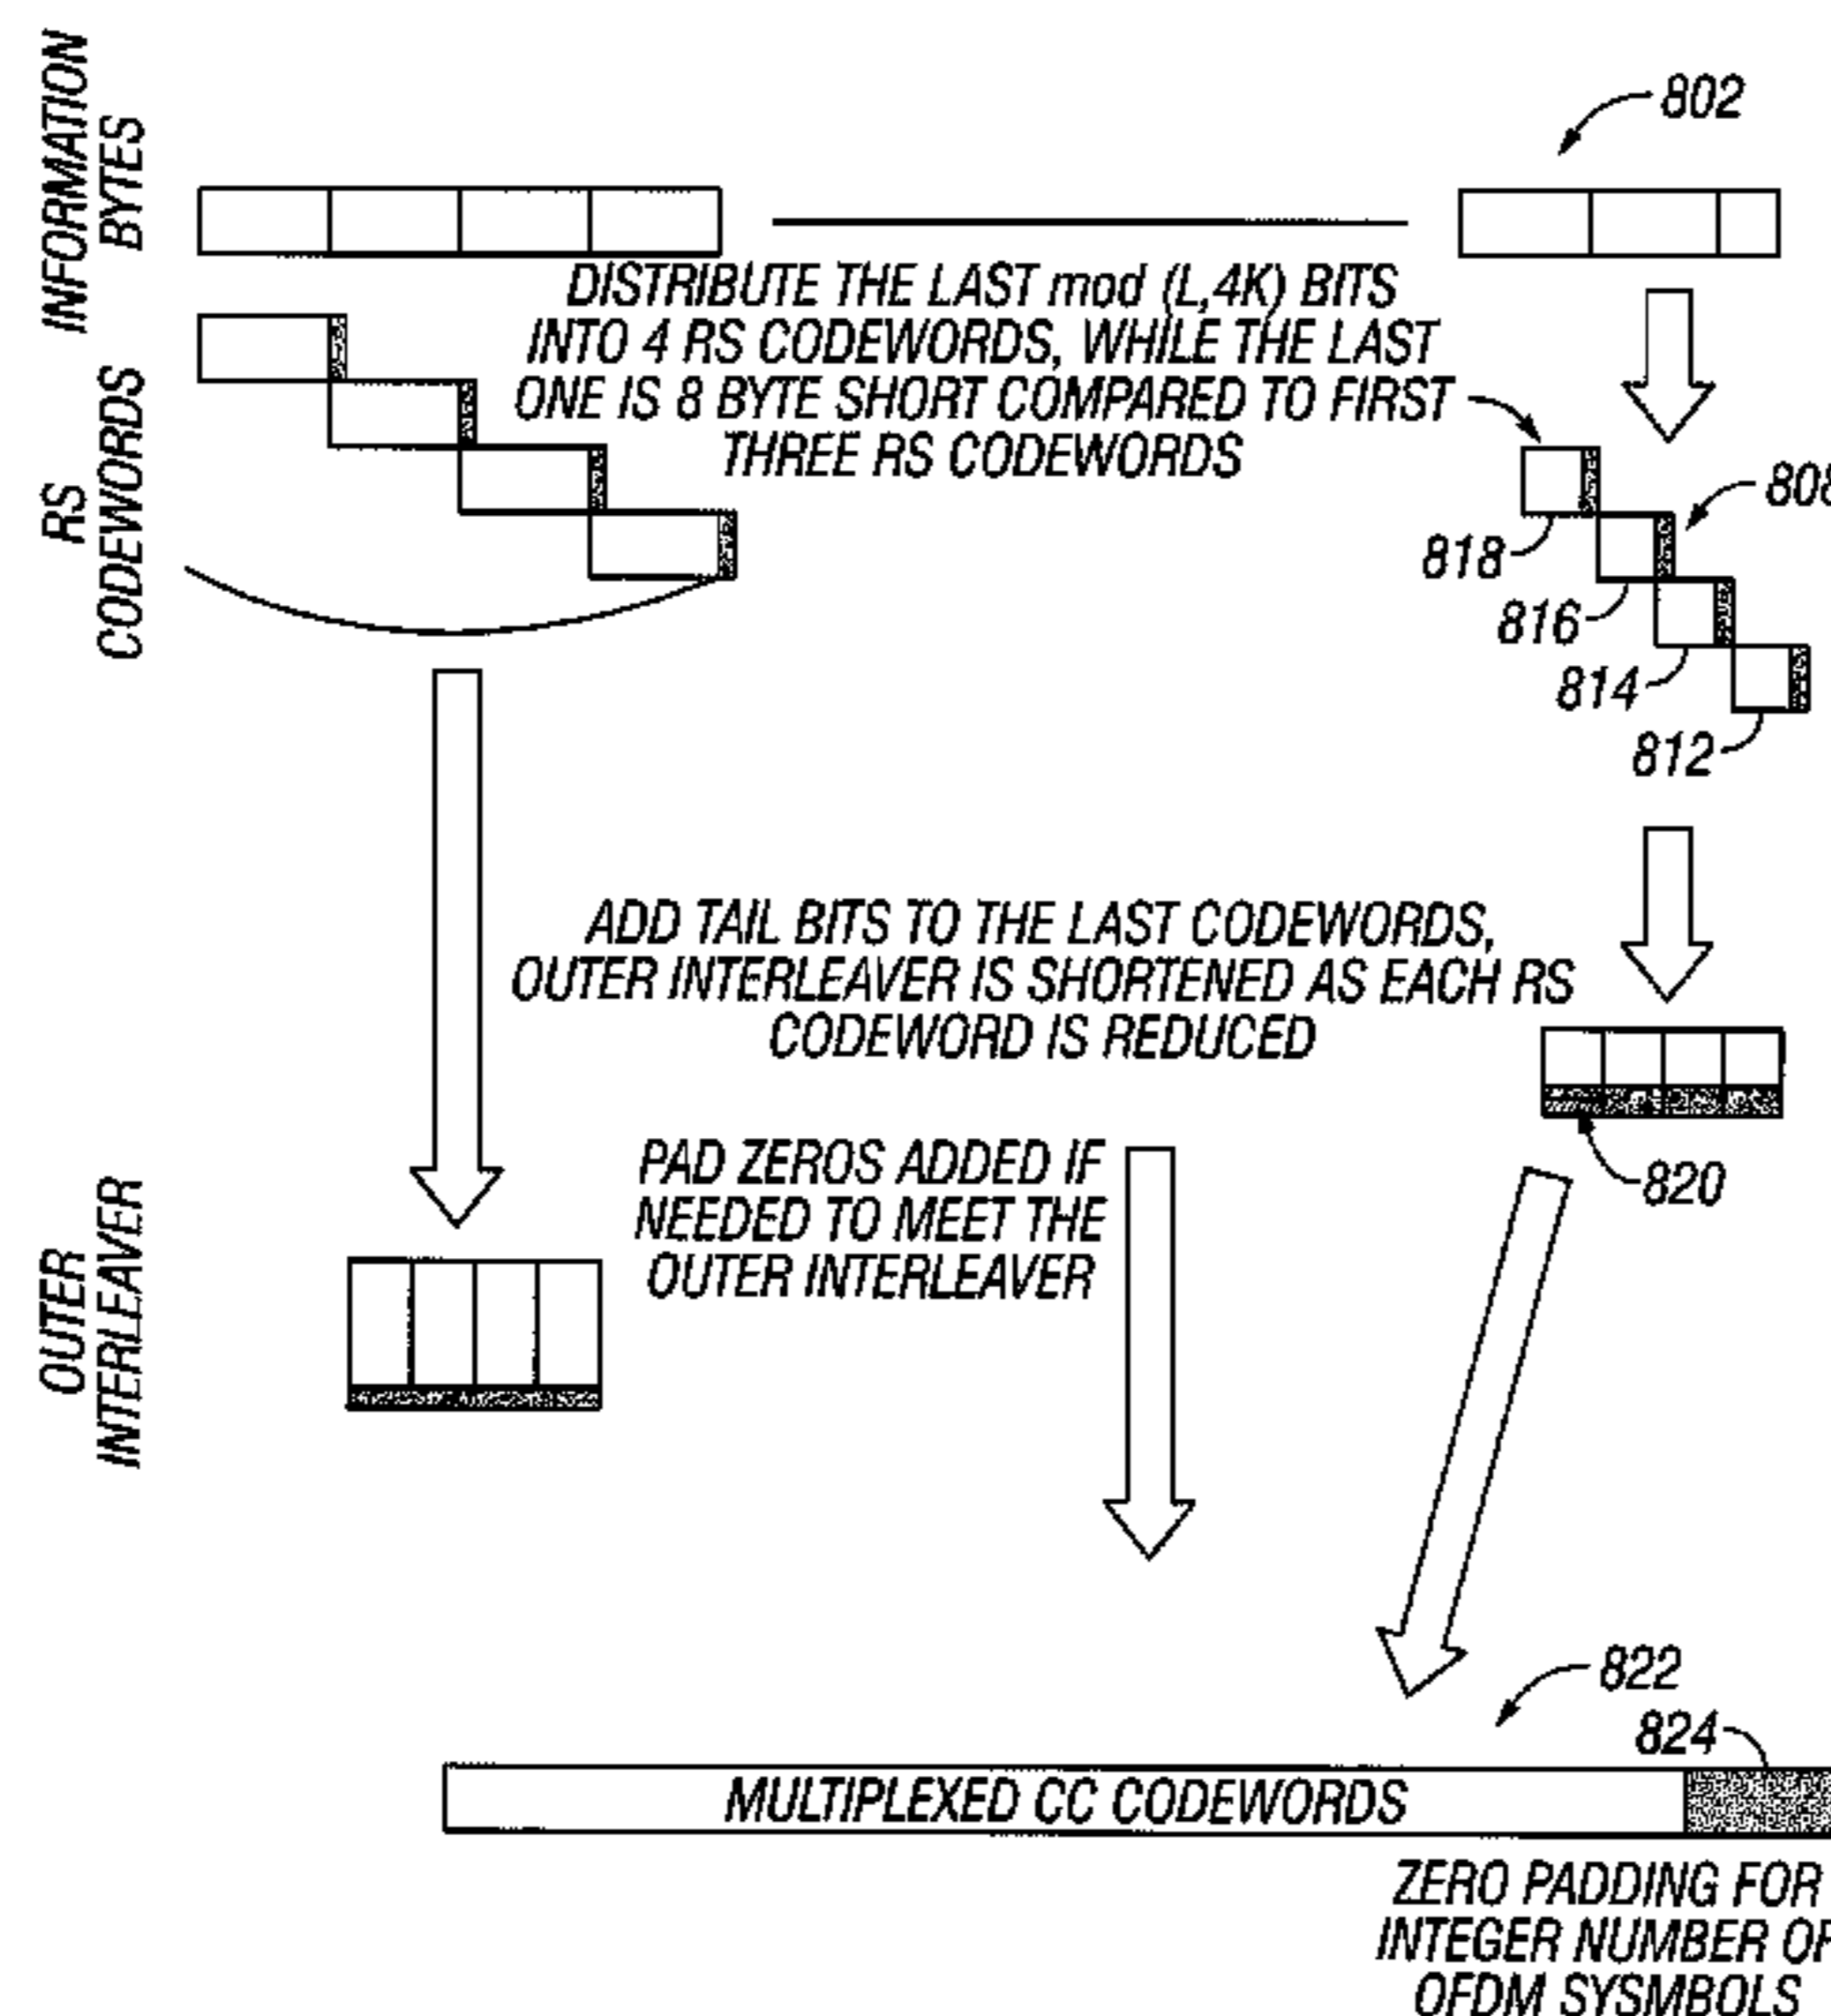 INFORMATION
BYTES
802
DISTRIBUTE THE LAST mod (L,4K) BITS
INTO 4 RS CODEWORDS, WHILE THE LAST
ONE IS 8 BYTE SHORT COMPARED TO FIRST
THREE RS CODEWORDS
RS
CODEWORDS
808
818
816
814
812
ADD TAIL BITS TO THE LAST CODEWORDS,
OUTER INTERLEAVER IS SHORTENED AS EACH RS
CODEWORD IS REDUCED
820
PAD ZEROS ADDED IF
NEEDED TO MEET THE
OUTER INTERLEAVER
OUTER
INTERLEAVER
822
824
MULTIPLEXED CC CODEWORDS
ZERO PADDING FOR
INTEGER NUMBER OF
OFDM SYSMBOLS